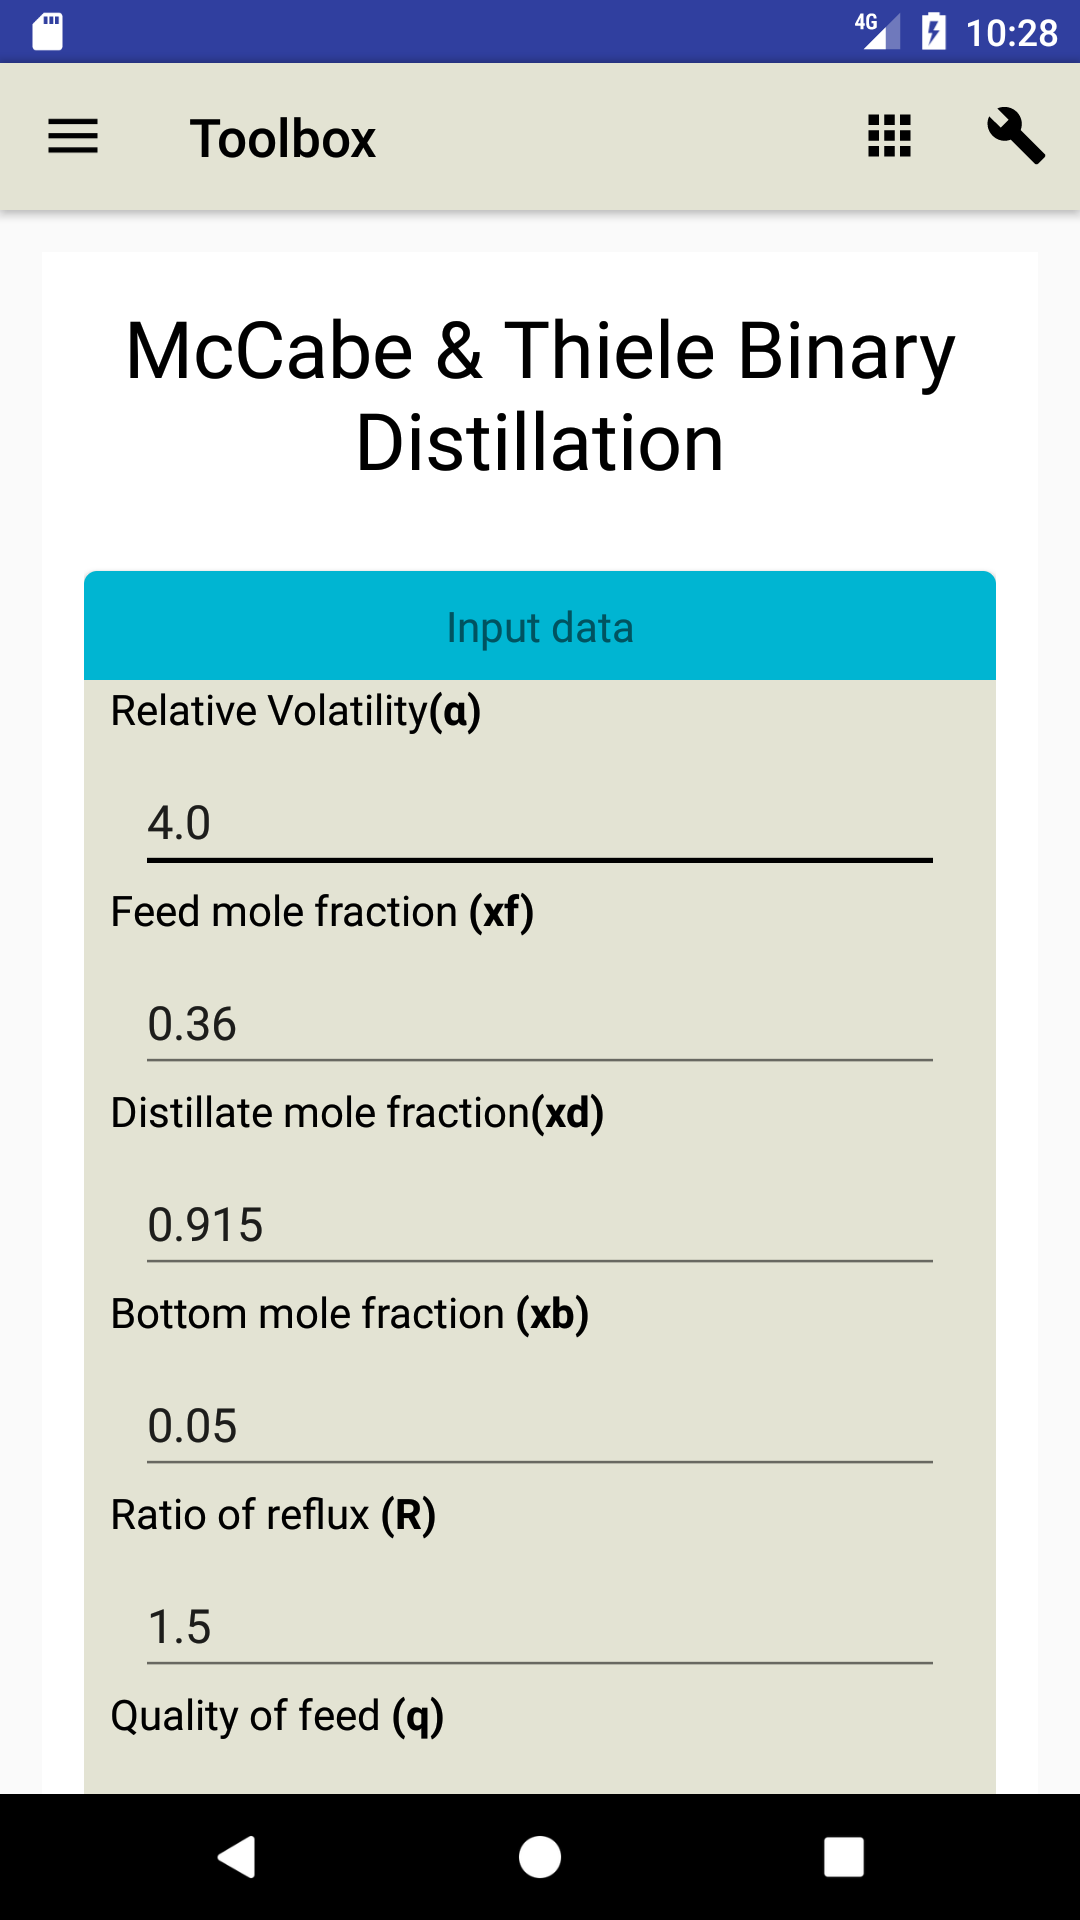 4G 10:28
Toolbox
McCabe & Thiele Binary
Distillation
Input data
Relative Volatility(α)
4.0
Feed mole fraction (xf)
0.36
Distillate mole fraction(xd)
0.915
Bottom mole fraction (xb)
0.05
Ratio of reflux (R)
1.5
Quality of feed (q)